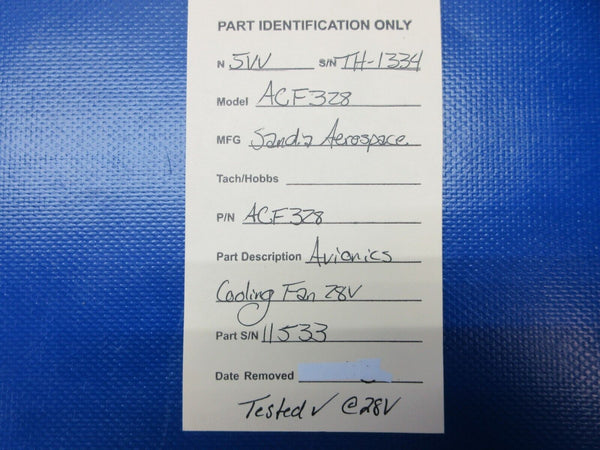 PART IDENTIFICATION ONLY
N 5VV S/N TH-1334
Model ACF328
MFG Sandia Aerospace
Tach/Hobbs
P/N ACF328
Part Description Avionics
Cooling Fan 28V
Part S/N 11533
Date Removed
Tested ✓ @28V